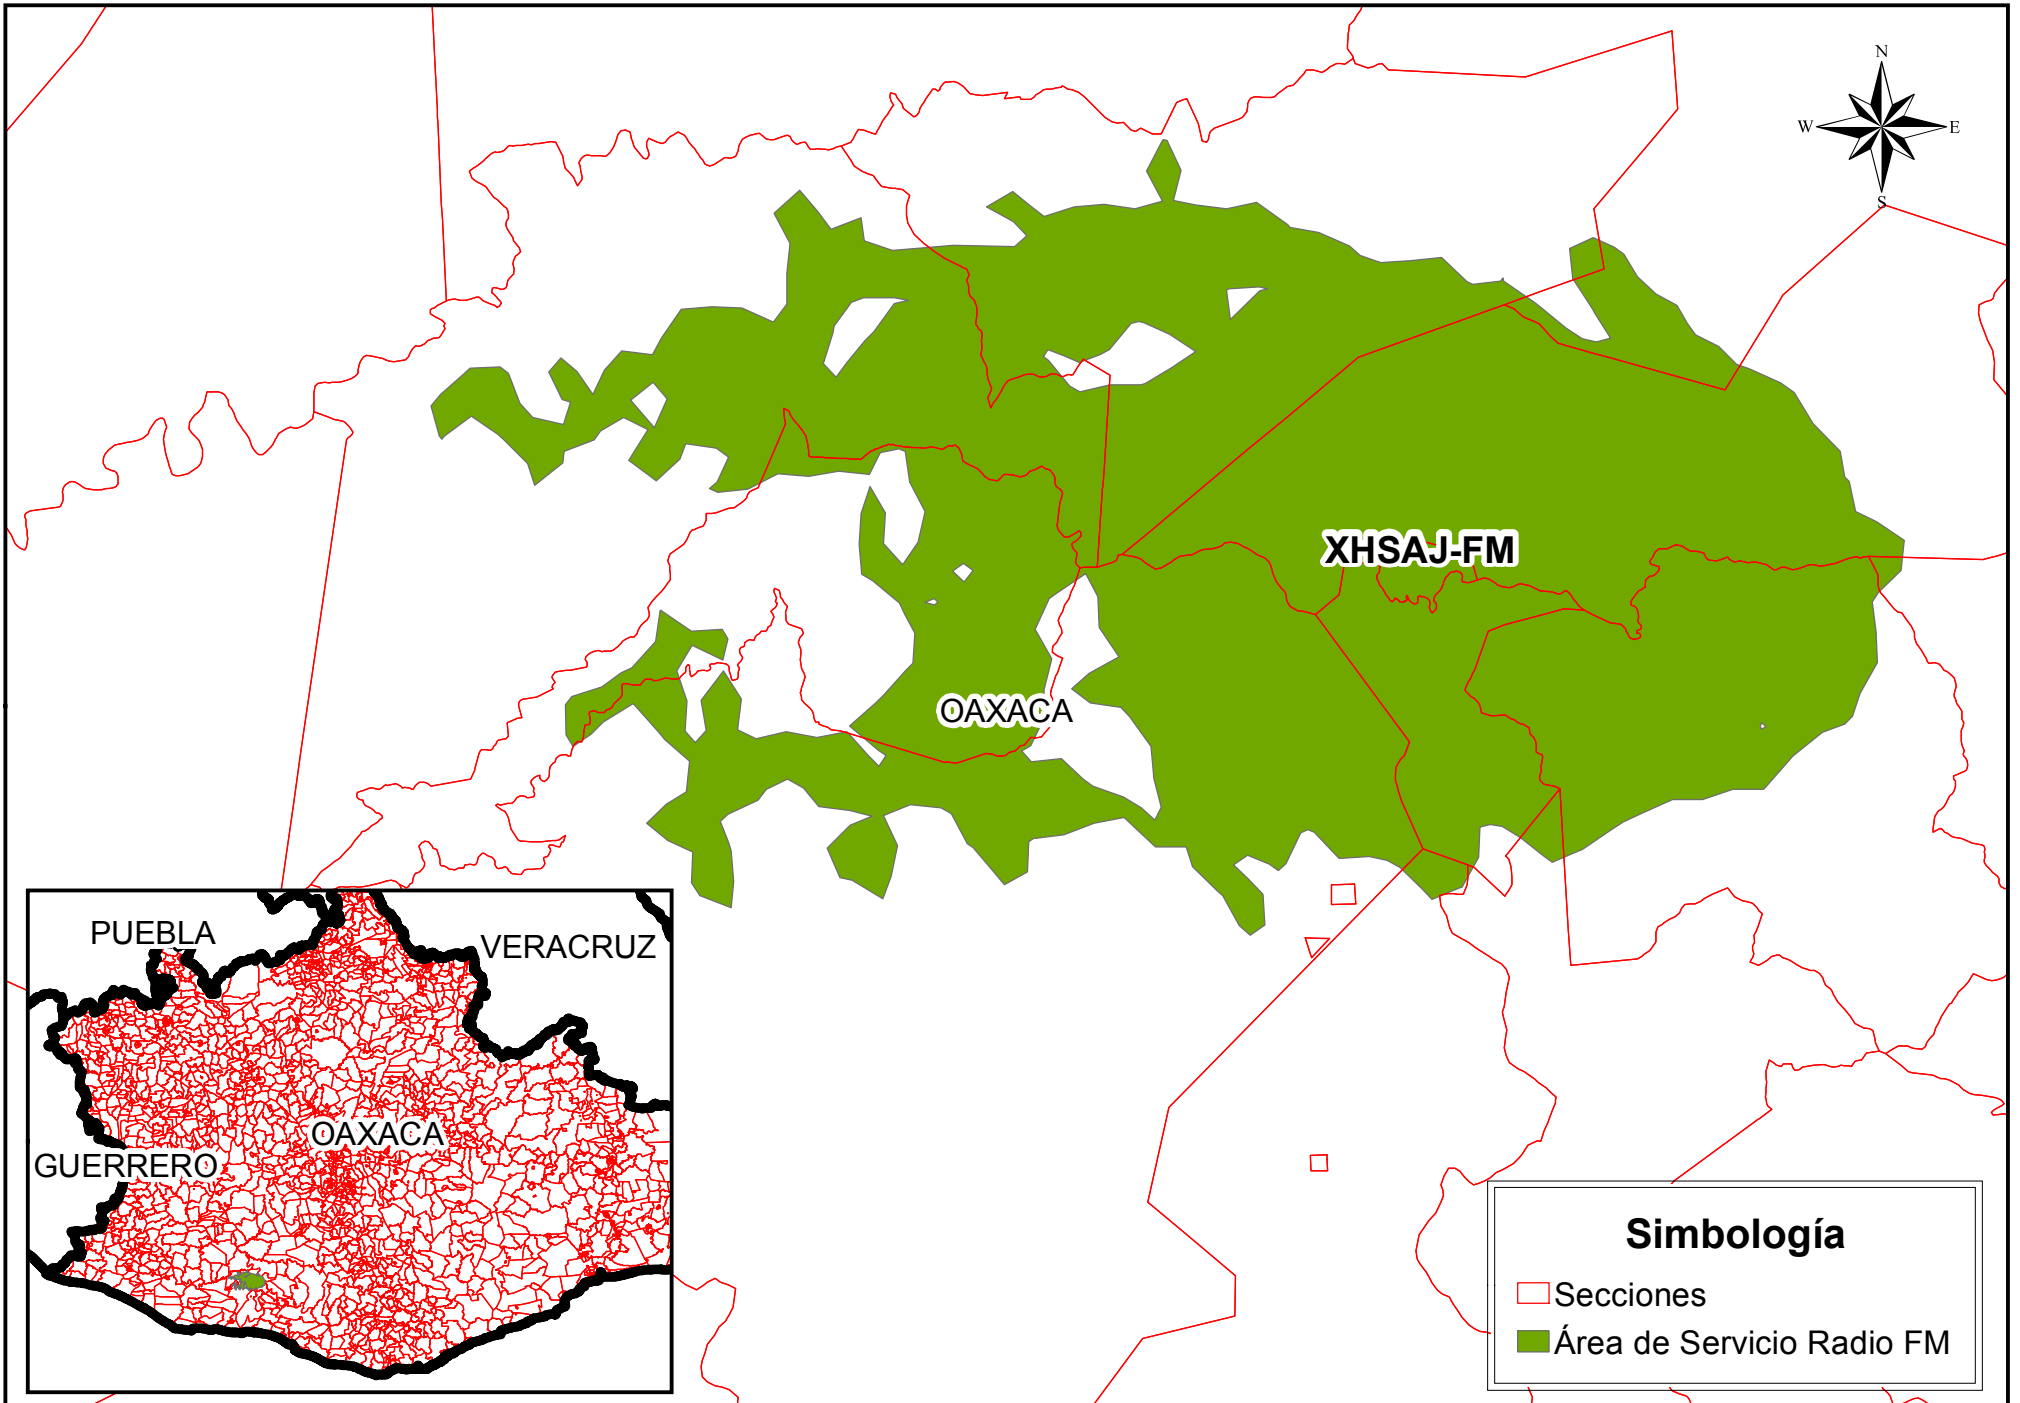 N
W E
S
XHSAJ-FM
OAXACA
PUEBLA
VERACRUZ
OAXACA
GUERRERO
Simbología
Secciones
Área de Servicio Radio FM